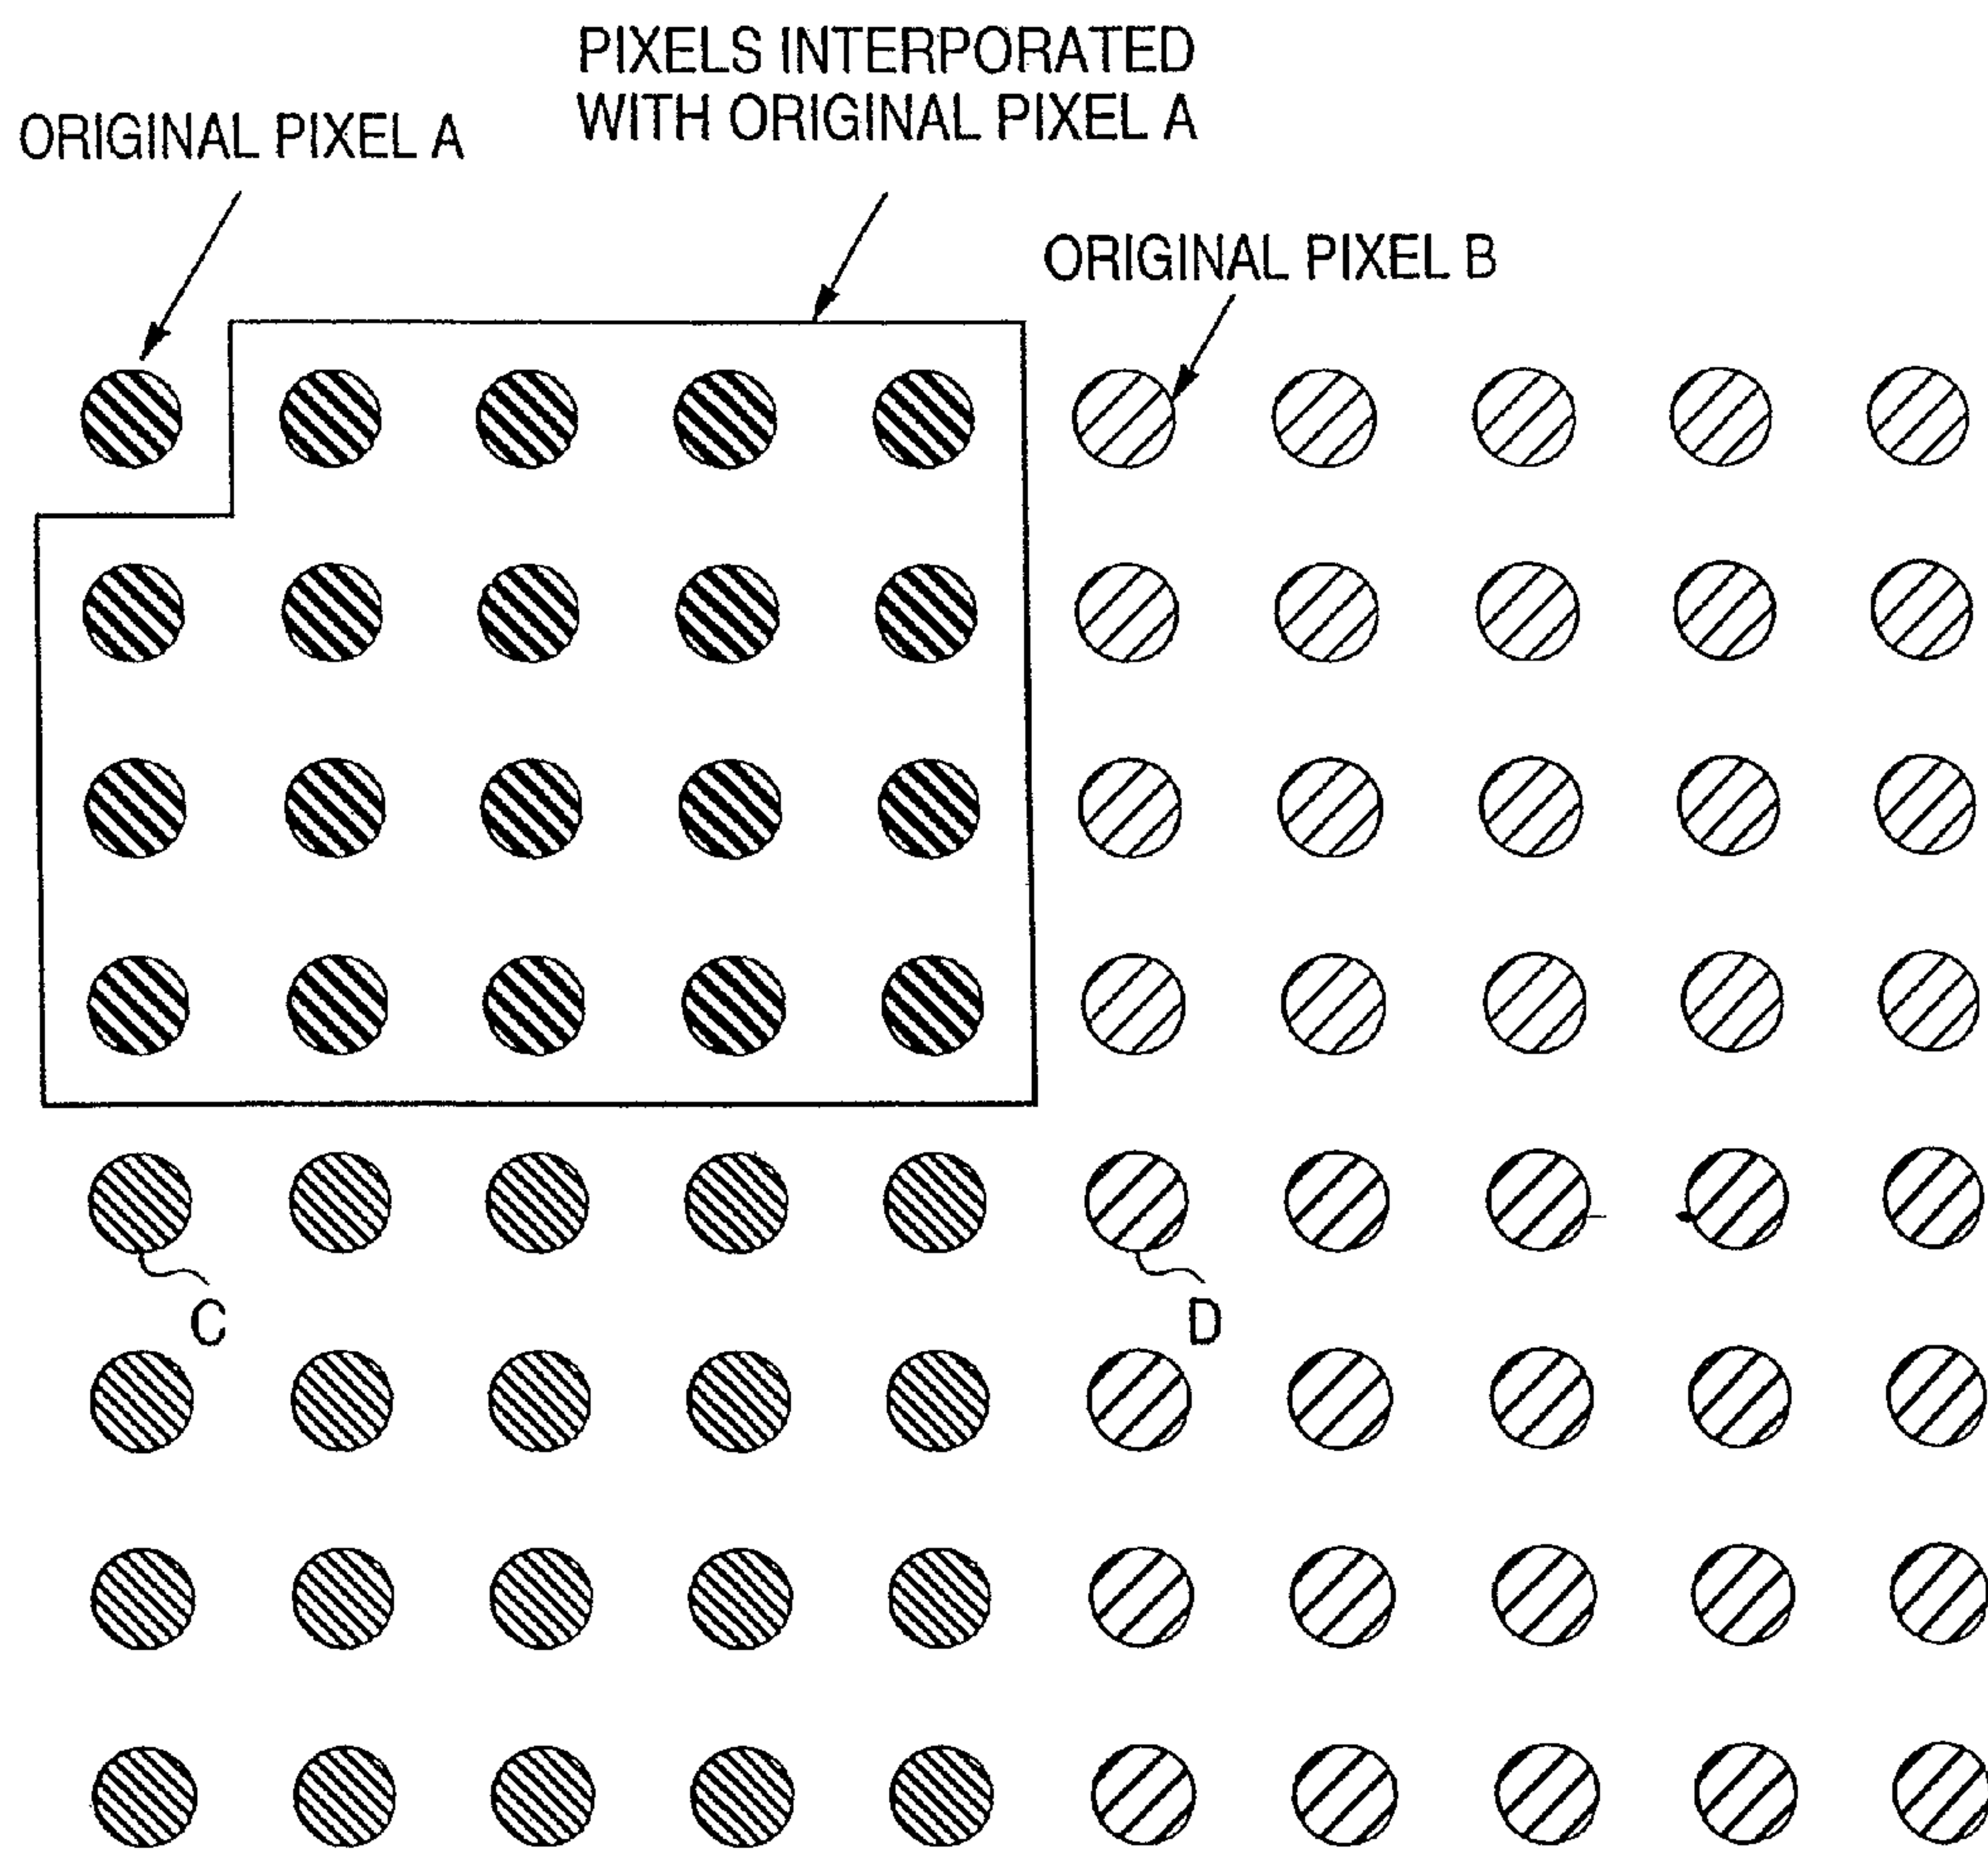 PIXELS INTERPORATED
WITH ORIGINAL PIXEL A
ORIGINAL PIXEL A
ORIGINAL PIXEL B
C
D